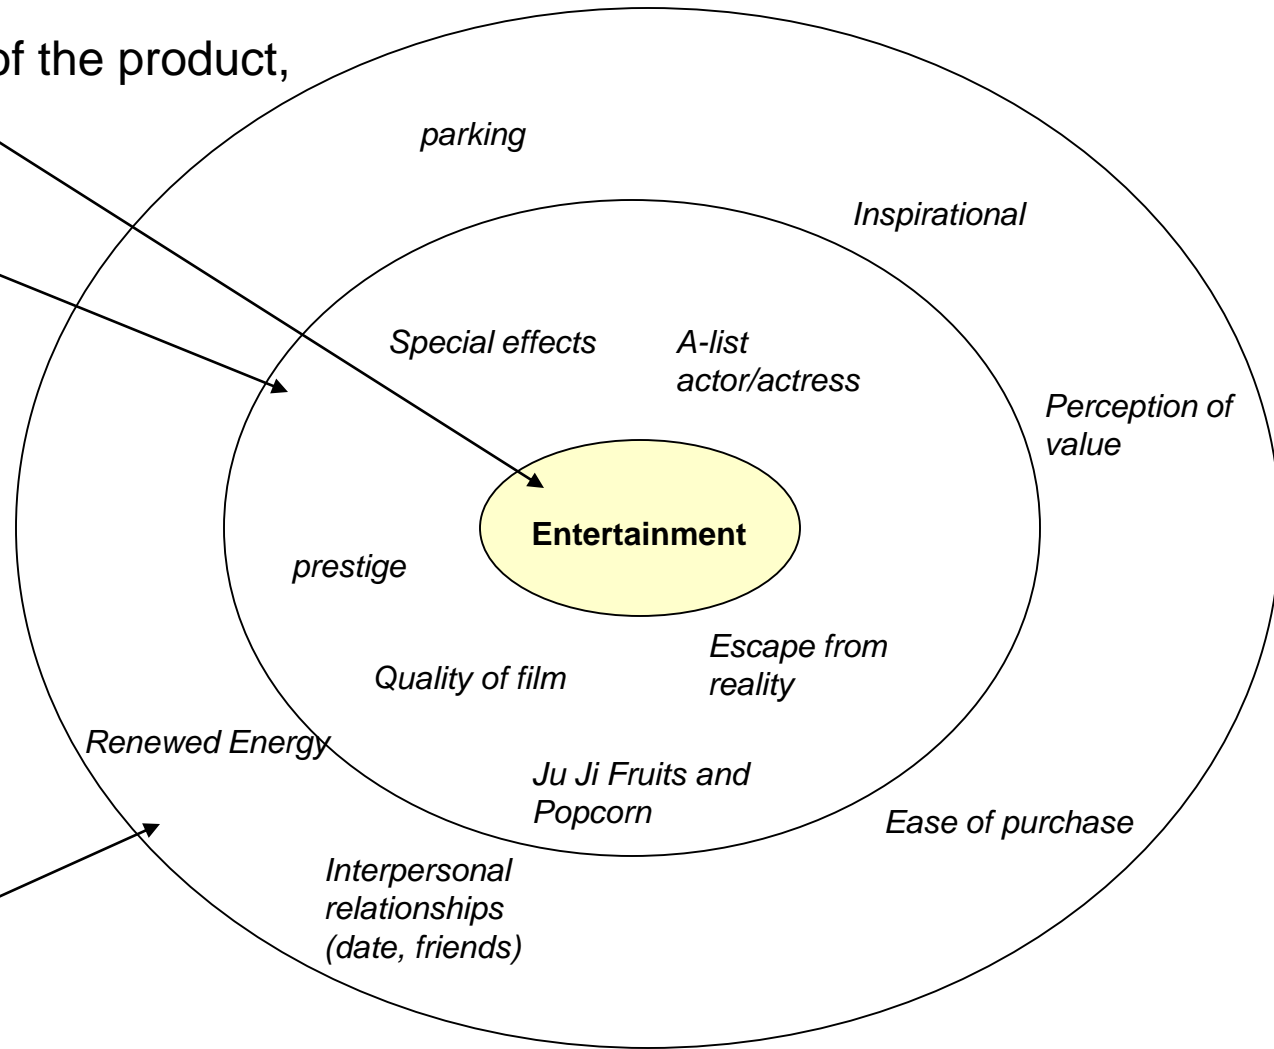 of the product,
parking
Inspirational
Special effects
A-list
actor/actress
Perception of
value
Entertainment
prestige
Escape from
reality
Quality of film
Renewed Energy
Ju Ji Fruits and
Popcorn
Ease of purchase
Interpersonal
relationships
(date, friends)